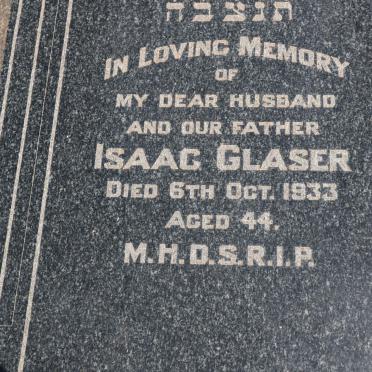 תנצבה
IN LOVING MEMORY
OF
MY DEAR HUSBAND
AND OUR FATHER
ISAAC GLASER
DIED 6TH OCT. 1933
AGED 44.
M.H.D.S.R.I.P.